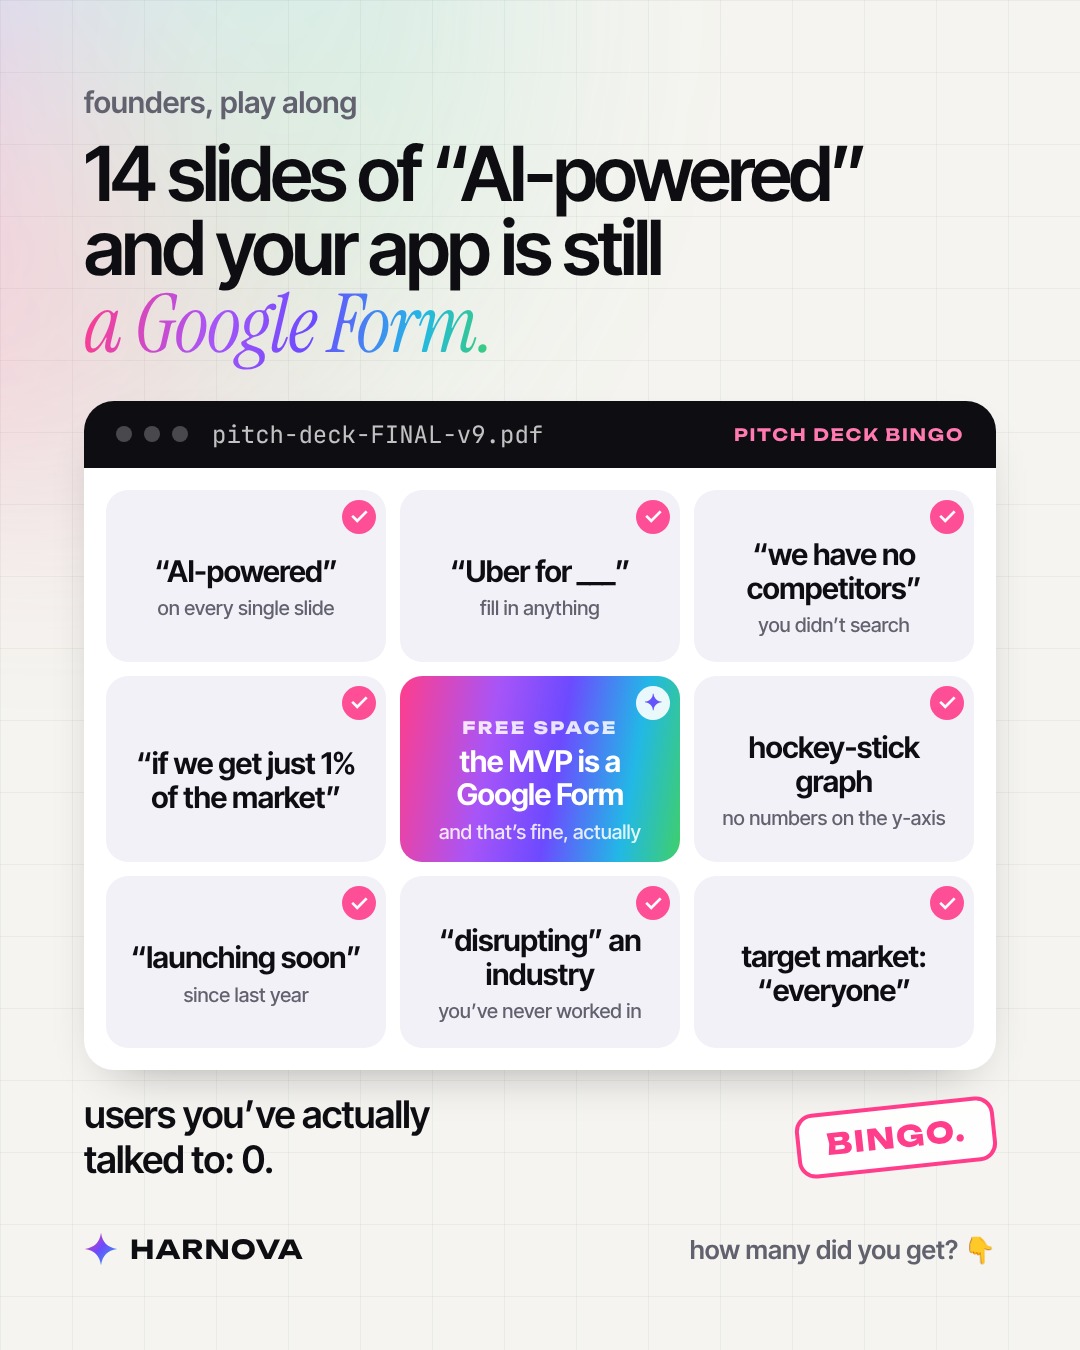 founders, play along
14 slides of “AI-powered”
and your app is still
a Google Form.
pitch-deck-FINAL-v9.pdf
PITCH DECK BINGO
“AI-powered”
on every single slide
“Uber for ___”
fill in anything
“we have no
competitors”
you didn’t search
“if we get just 1%
of the market”
FREE SPACE
the MVP is a
Google Form
and that’s fine, actually
hockey-stick
graph
no numbers on the y-axis
“launching soon”
since last year
“disrupting” an
industry
you’ve never worked in
target market:
“everyone”
users you’ve actually
talked to: 0.
BINGO.
HARNOVA
how many did you get? 👇